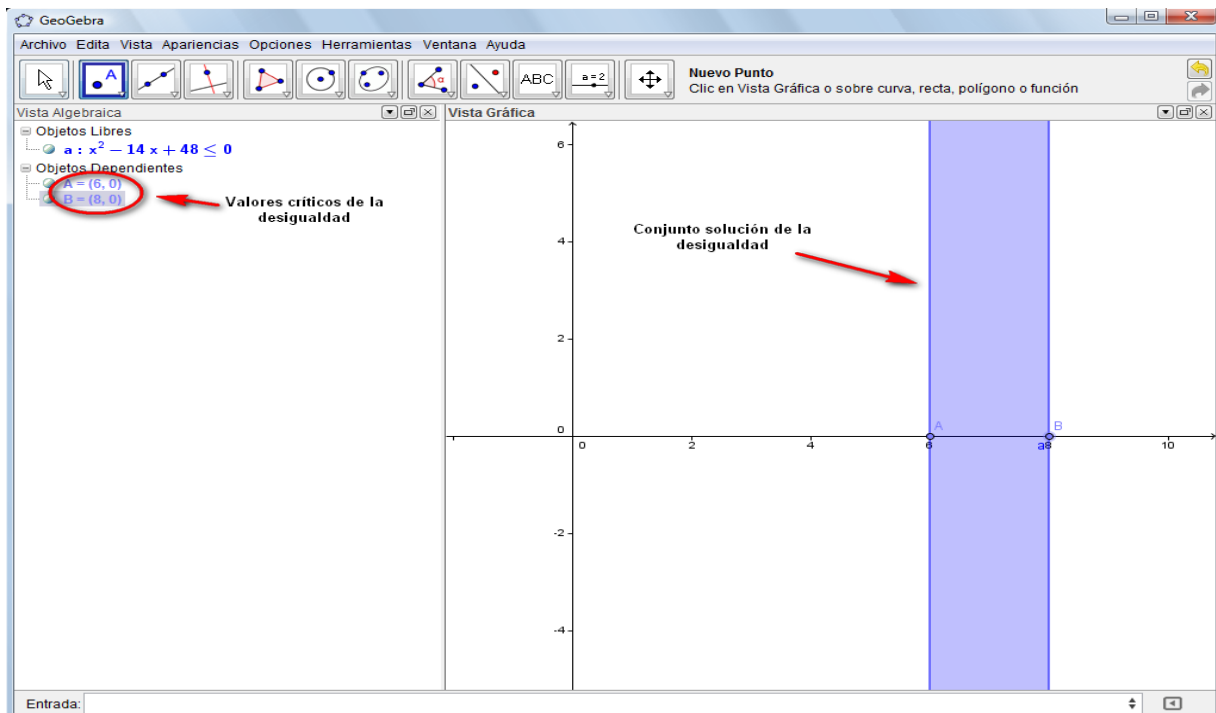 GeoGebra
Archivo Edita Vista Apariencias Opciones Herramientas Ventana Ayuda
A
α
ABC
a=2
Nuevo Punto
Clic en Vista Gráfica o sobre curva, recta, polígono o función
Vista Algebraica
Vista Gráfica
Objetos Libres
a : x² − 14 x + 48 ≤ 0
Objetos Dependientes
A = (6, 0)
B = (8, 0)
Valores críticos de la
desigualdad
Conjunto solución de la
desigualdad
6
4
2
0
-2
-4
0
2
4
6
a
8
10
A
B
Entrada: